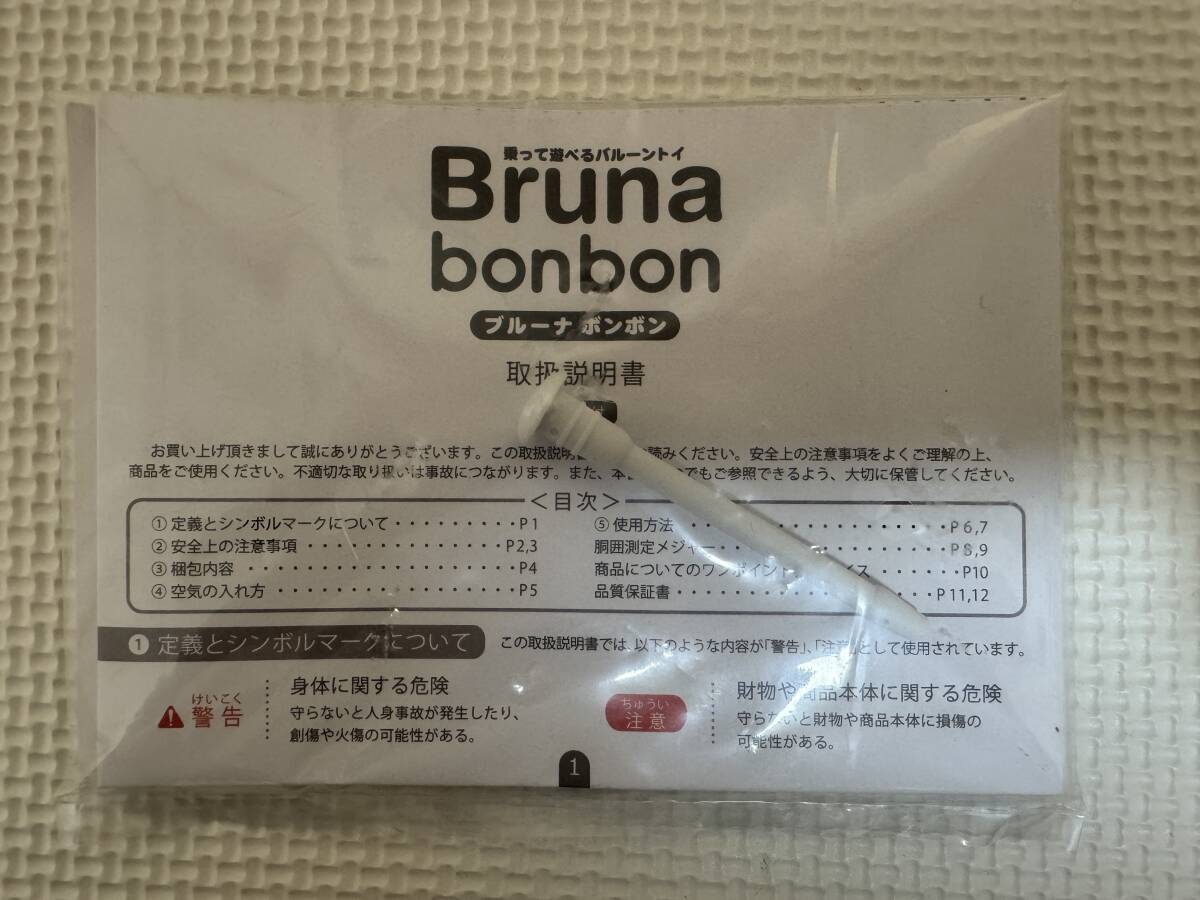 乗って遊べるバルーントイ
Bruna
bonbon
ブルーナ ボンボン
取扱説明書
お買い上げ頂きまして誠にありがとうございます。この取扱説明 読みください。安全上の注意事項をよくご理解の上、
商品をご使用ください。不適切な取り扱いは事故につながります。また、本 でもご参照できるよう、大切に保管してください。
＜目次＞
①定義とシンボルマークについて・・・・・・・・・P1
②安全上の注意事項 ・・・・・・・・・・・・・・・P2,3
③梱包内容 ・・・・・・・・・・・・・・・・・・・P4
④空気の入れ方 ・・・・・・・・・・・・・・・・・P5
⑤使用方法 ・・・・・・・・・・・・・・・・・P6,7
胴囲測定メジャー・・・・・・・・・・・・・・P8,9
商品についてのワンポイント イス ・・・・・・P10
品質保証書・・・・・・・・・・・・・・・・P11,12
❶ 定義とシンボルマークについて
この取扱説明書では、以下のような内容が「警告」、「注意」として使用されています。
けいこく
警告
身体に関する危険
守らないと人身事故が発生したり、
創傷や火傷の可能性がある。
ちゅうい
注意
財物や商品本体に関する危険
守らないと財物や商品本体に損傷の
可能性がある。
1